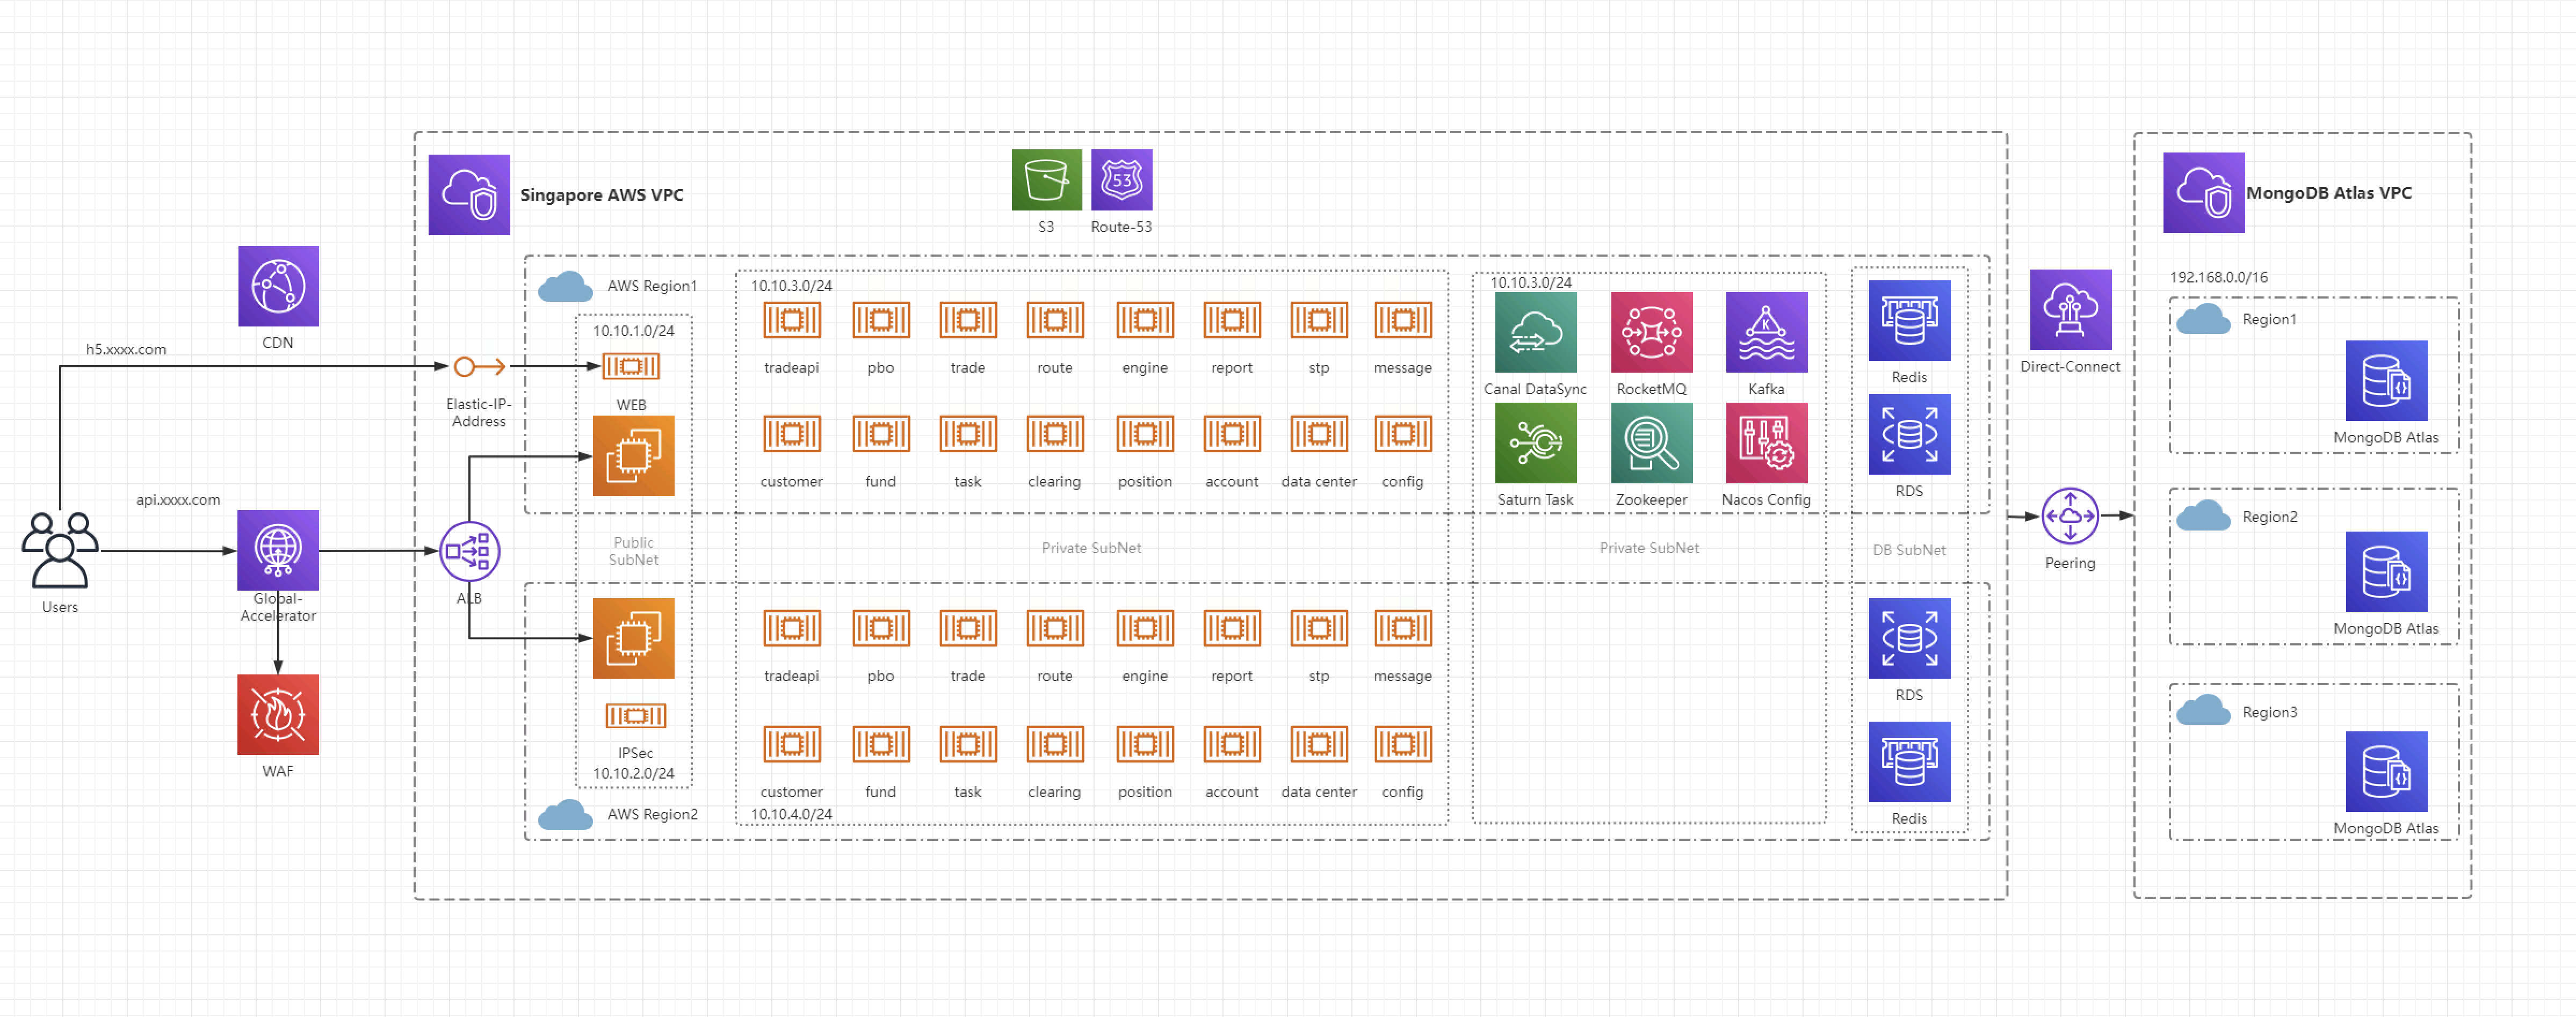 Singapore AWS VPC
S3
Route-53
MongoDB Atlas VPC
CDN
h5.xxxx.com
api.xxxx.com
Users
Global-
Accelerator
WAF
Elastic-IP-
Address
ALB
AWS Region1
10.10.1.0/24
WEB
Public
SubNet
IPSec
10.10.2.0/24
AWS Region2
10.10.3.0/24
tradeapi
pbo
trade
route
engine
report
stp
message
customer
fund
task
clearing
position
account
data center
config
Private SubNet
tradeapi
pbo
trade
route
engine
report
stp
message
customer
fund
task
clearing
position
account
data center
config
10.10.4.0/24
10.10.3.0/24
Canal DataSync
RocketMQ
Kafka
Saturn Task
Zookeeper
Nacos Config
Private SubNet
Redis
RDS
DB SubNet
RDS
Redis
Direct-Connect
Peering
192.168.0.0/16
Region1
MongoDB Atlas
Region2
MongoDB Atlas
Region3
MongoDB Atlas
53
K